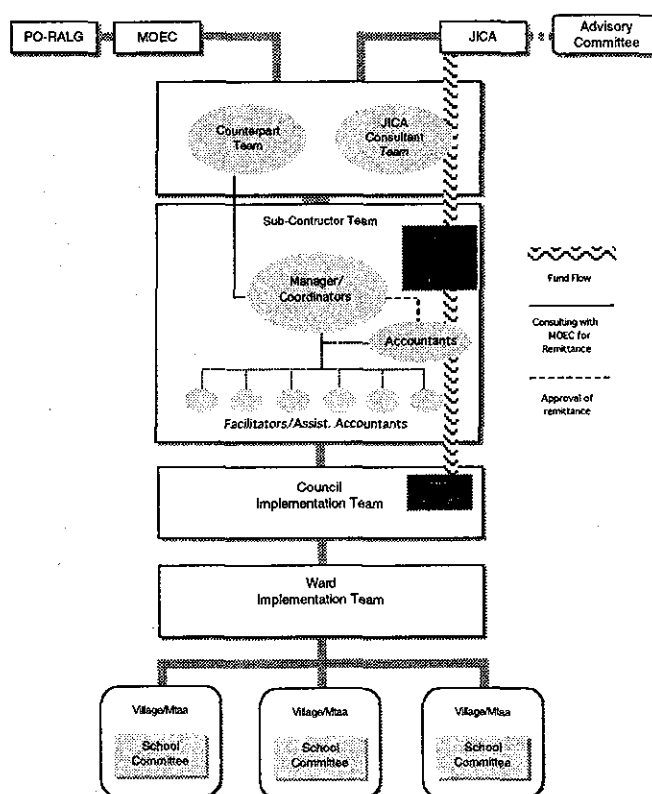 PO-RALG
MOEC
JICA
Advisory
Committee
Counterpart
Team
JICA
Consultant
Team
Sub-Contructor Team
Manager/
Coordinators
Accountants
Facilitators/Assist. Accountants
Fund Flow
Consulting with
MOEC for
Remittance
Approval of
remittance
Council
Implementation Team
Ward
Implementation Team
Village/Mtaa
School
Committee
Village/Mtaa
School
Committee
Village/Mtaa
School
Committee